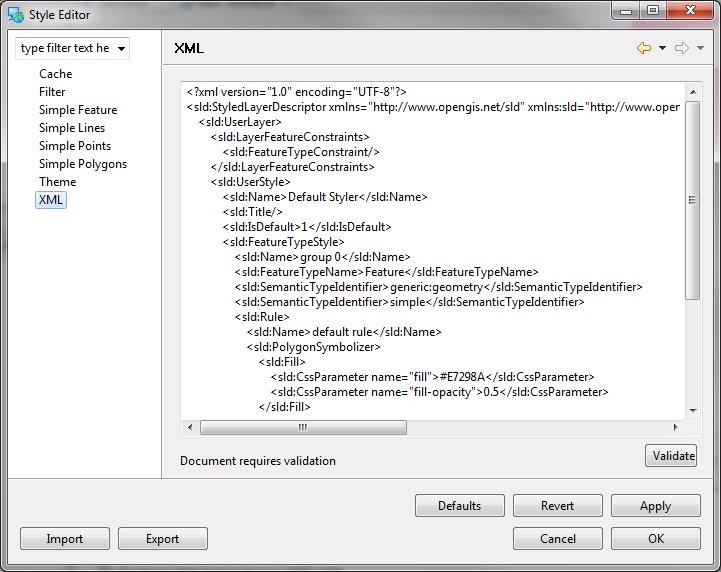 Style Editor
type filter text he
Cache
Filter
Simple Feature
Simple Lines
Simple Points
Simple Polygons
Theme
XML
XML
<?xml version="1.0" encoding="UTF-8"?>
<sld:StyledLayerDescriptor xmlns="http://www.opengis.net/sld" xmlns:sld="http://www.open
<sld:UserLayer>
<sld:LayerFeatureConstraints>
<sld:FeatureTypeConstraint/>
</sld:LayerFeatureConstraints>
<sld:UserStyle>
<sld:Name>Default Styler</sld:Name>
<sld:Title/>
<sld:IsDefault>1</sld:IsDefault>
<sld:FeatureTypeStyle>
<sld:Name>group 0</sld:Name>
<sld:FeatureTypeName>Feature</sld:FeatureTypeName>
<sld:SemanticTypeIdentifier>generic:geometry</sld:SemanticTypeIdentifier>
<sld:SemanticTypeIdentifier>simple</sld:SemanticTypeIdentifier>
<sld:Rule>
<sld:Name>default rule</sld:Name>
<sld:PolygonSymbolizer>
<sld:Fill>
<sld:CssParameter name="fill">#E7298A</sld:CssParameter>
<sld:CssParameter name="fill-opacity">0.5</sld:CssParameter>
</sld:Fill>
Document requires validation
Validate
Defaults
Revert
Apply
Import
Export
Cancel
OK